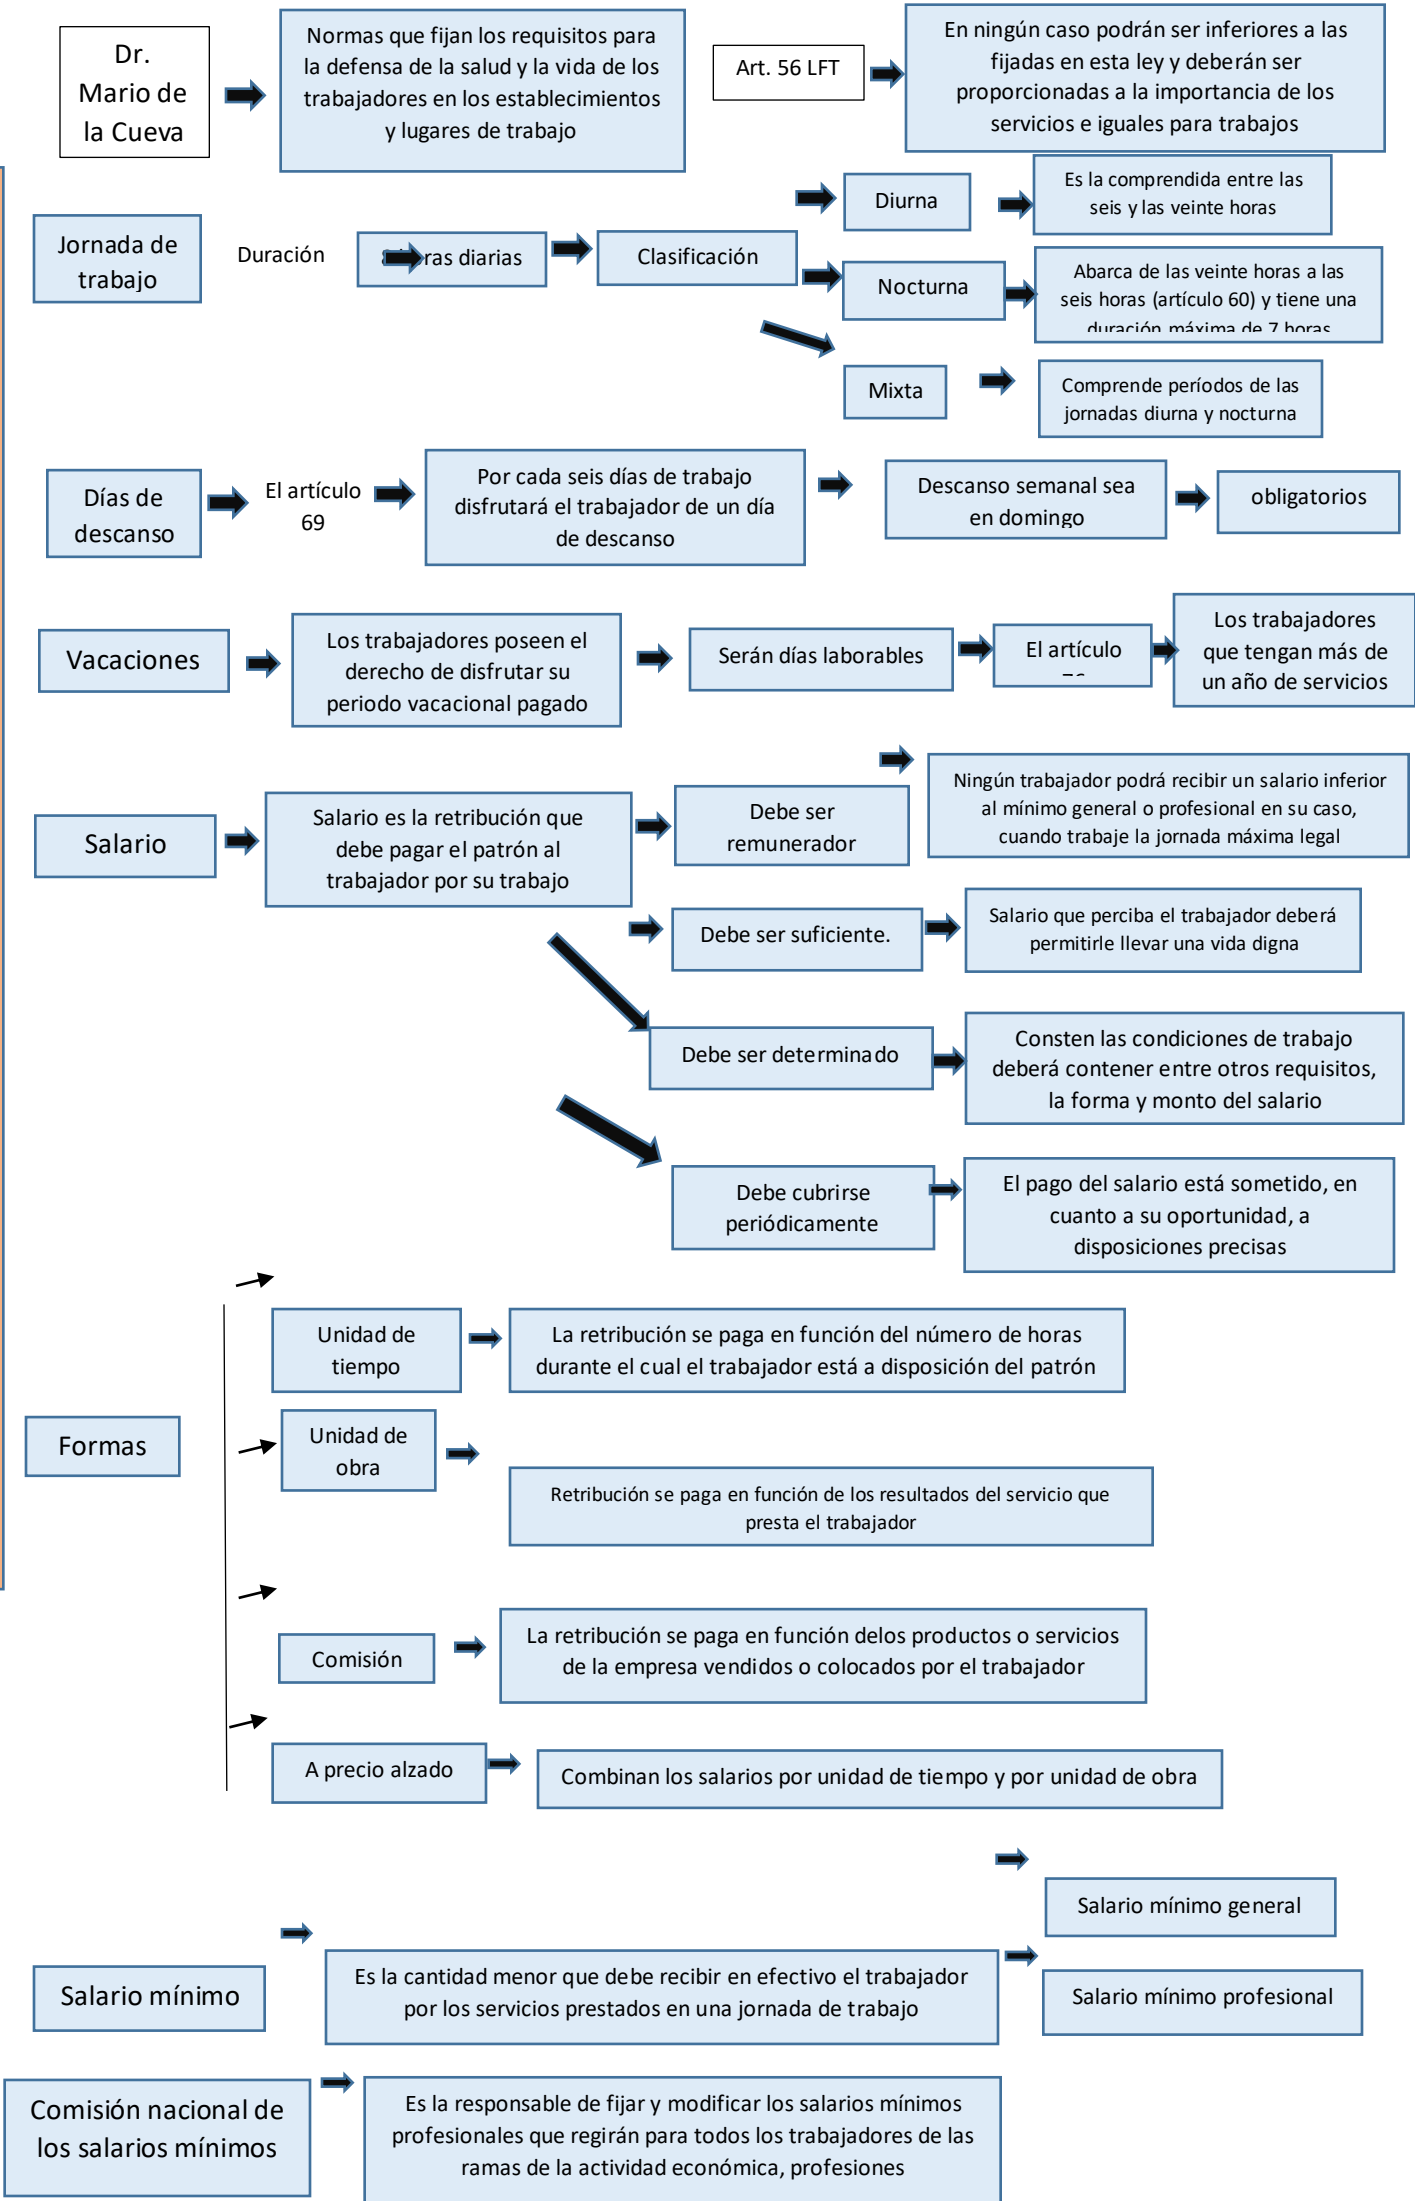 Dr.
Mario de
la Cueva
Normas que fijan los requisitos para
la defensa de la salud y la vida de los
trabajadores en los establecimientos
y lugares de trabajo
Art. 56 LFT
En ningún caso podrán ser inferiores a las
fijadas en esta ley y deberán ser
proporcionadas a la importancia de los
servicios e iguales para trabajos
Jornada de
trabajo
Duración
ras diarias
Clasificación
Diurna
Es la comprendida entre las
seis y las veinte horas
Nocturna
Abarca de las veinte horas a las
seis horas (artículo 60) y tiene una
duración máxima de 7 horas
Mixta
Comprende períodos de las
jornadas diurna y nocturna
Días de
descanso
El artículo
69
Por cada seis días de trabajo
disfrutará el trabajador de un día
de descanso
Descanso semanal sea
en domingo
obligatorios
Vacaciones
Los trabajadores poseen el
derecho de disfrutar su
periodo vacacional pagado
Serán días laborables
El artículo
Los trabajadores
que tengan más de
un año de servicios
Salario
Salario es la retribución que
debe pagar el patrón al
trabajador por su trabajo
Debe ser
remunerador
Ningún trabajador podrá recibir un salario inferior
al mínimo general o profesional en su caso,
cuando trabaje la jornada máxima legal
Debe ser suficiente.
Salario que perciba el trabajador deberá
permitirle llevar una vida digna
Debe ser determinado
Consten las condiciones de trabajo
deberá contener entre otros requisitos,
la forma y monto del salario
Debe cubrirse
periódicamente
El pago del salario está sometido, en
cuanto a su oportunidad, a
disposiciones precisas
Formas
Unidad de
tiempo
La retribución se paga en función del número de horas
durante el cual el trabajador está a disposición del patrón
Unidad de
obra
Retribución se paga en función de los resultados del servicio que
presta el trabajador
Comisión
La retribución se paga en función delos productos o servicios
de la empresa vendidos o colocados por el trabajador
A precio alzado
Combinan los salarios por unidad de tiempo y por unidad de obra
Salario mínimo
Es la cantidad menor que debe recibir en efectivo el trabajador
por los servicios prestados en una jornada de trabajo
Salario mínimo general
Salario mínimo profesional
Comisión nacional de
los salarios mínimos
Es la responsable de fijar y modificar los salarios mínimos
profesionales que regirán para todos los trabajadores de las
ramas de la actividad económica, profesiones